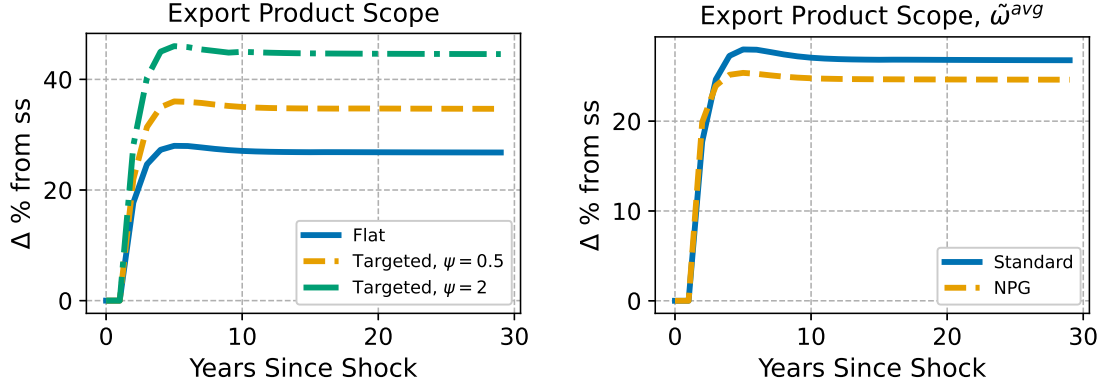 Export Product Scope
Δ % from ss
40
20
0
0
10
20
30
Years Since Shock
Flat
Targeted, ψ = 0.5
Targeted, ψ = 2
Export Product Scope, ω̃ᵃᵛᵍ
Δ % from ss
20
10
0
0
10
20
30
Years Since Shock
Standard
NPG